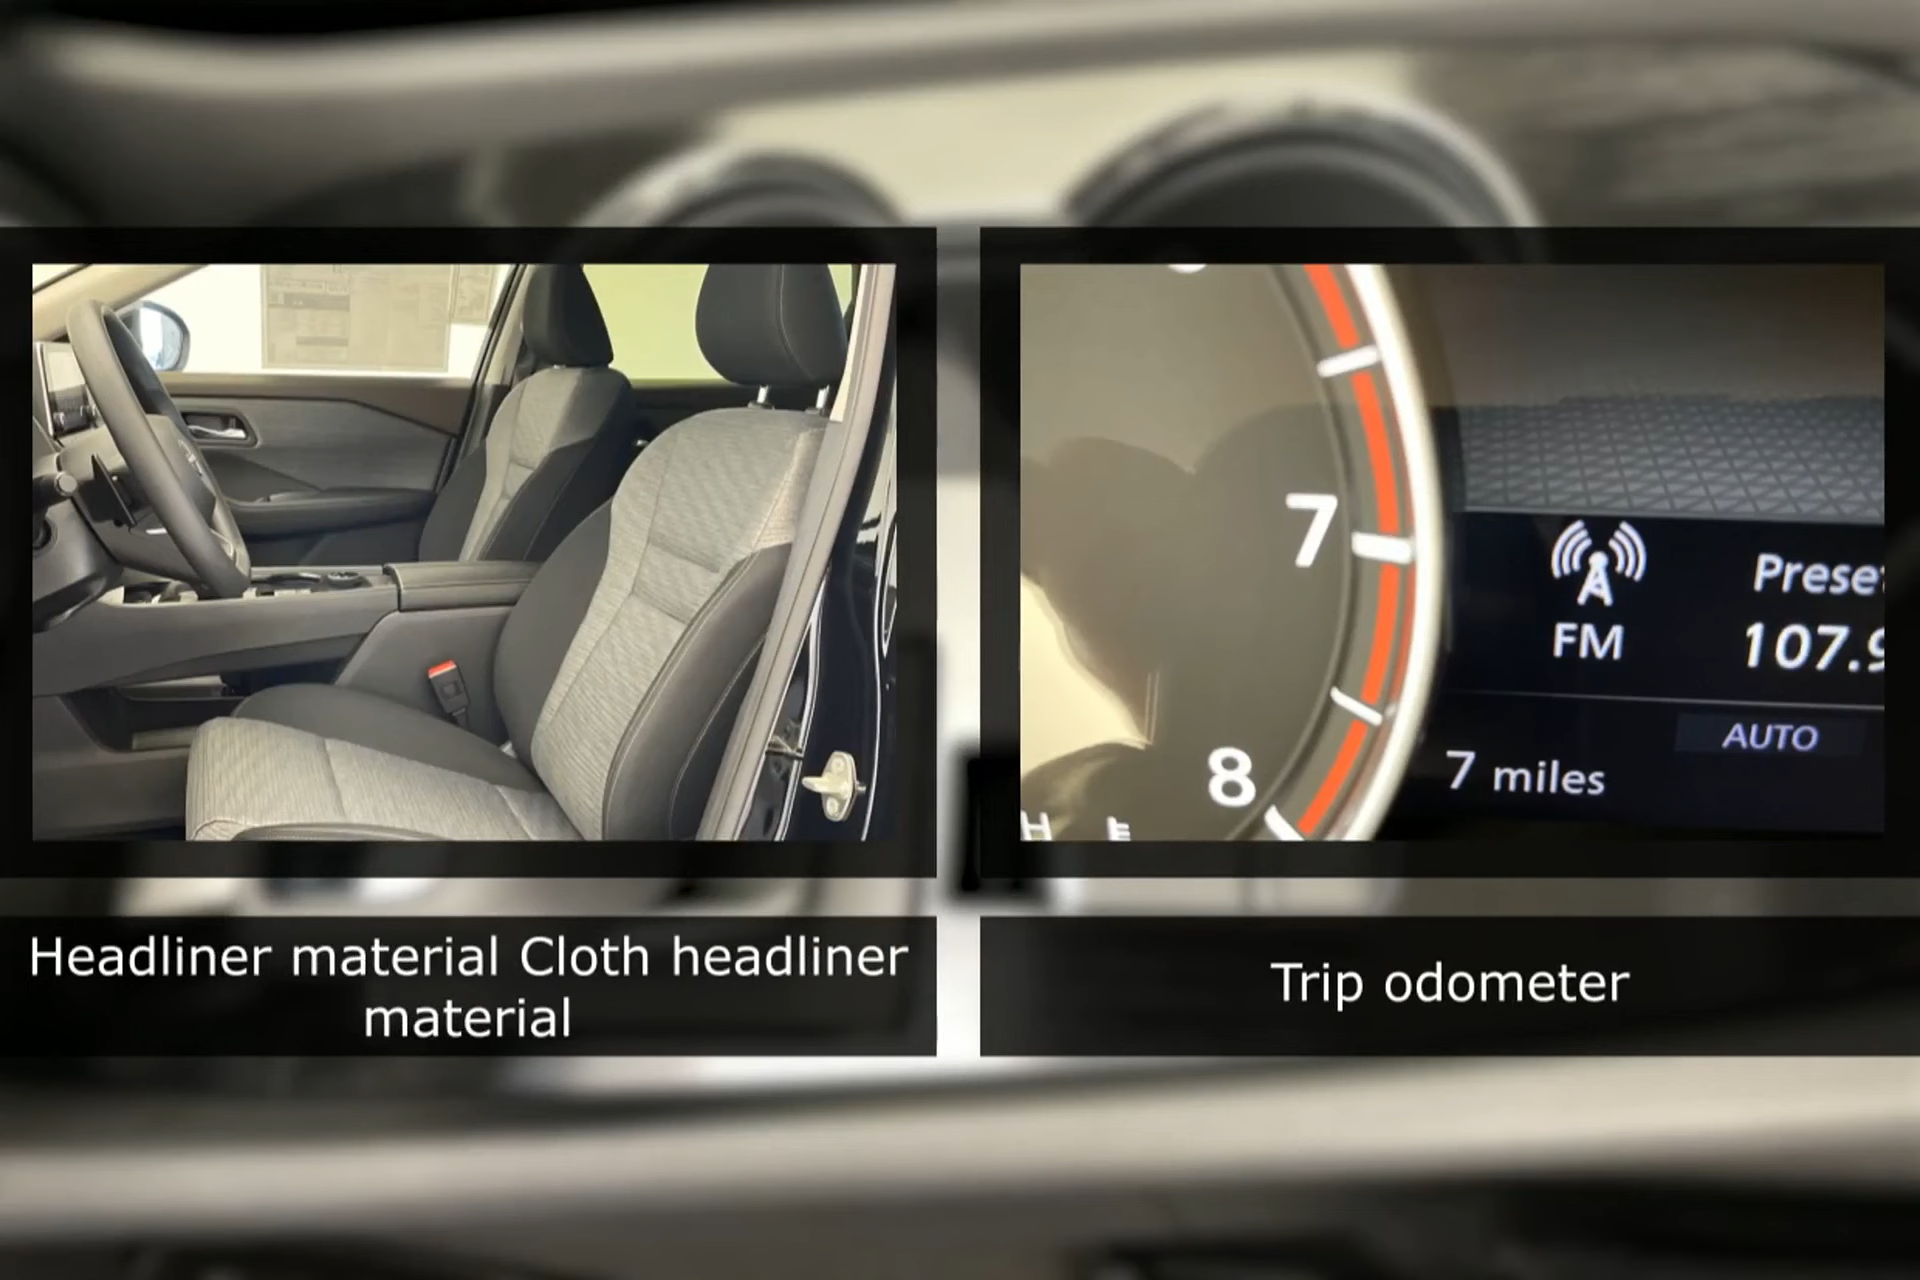 Headliner material Cloth headliner
material
7
8
H
FM
107.9
AUTO
7 miles
Trip odometer